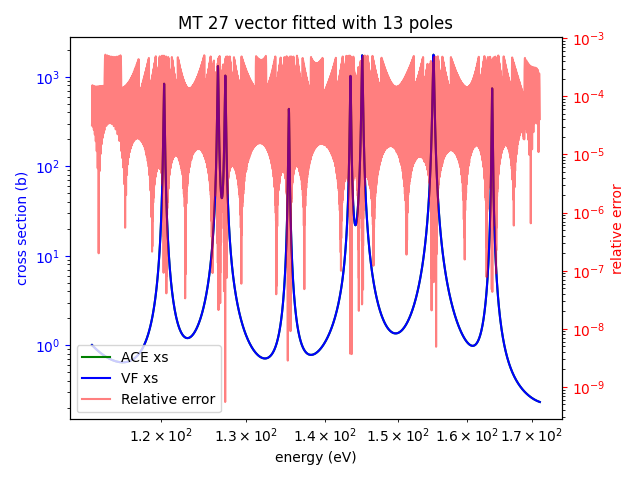 MT 27 vector fitted with 13 poles
cross section (b)
10³
10²
10¹
10⁰
10⁻³
10⁻⁴
10⁻⁵
10⁻⁶
10⁻⁷
10⁻⁸
10⁻⁹
relative error
ACE xs
VF xs
Relative error
1.2 × 10² 1.3 × 10² 1.4 × 10² 1.5 × 10² 1.6 × 10² 1.7 × 10²
energy (eV)